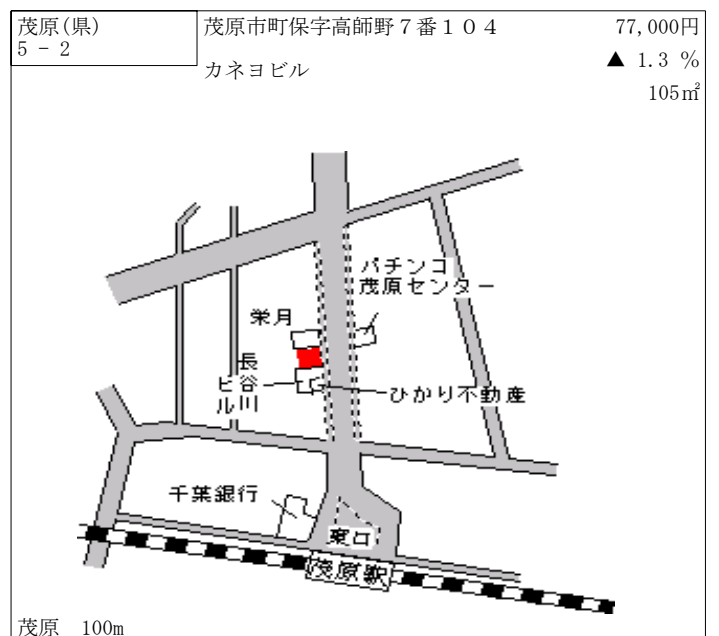 茂原(県)
5 － 2
茂原市町保字高師野７番１０４
カネヨビル
77,000円
▲ 1.3 %
105㎡
パチンコ
茂原センター
栄月
長谷川
ビル
ひかり不動産
千葉銀行
東口
茂原駅
茂原 100m